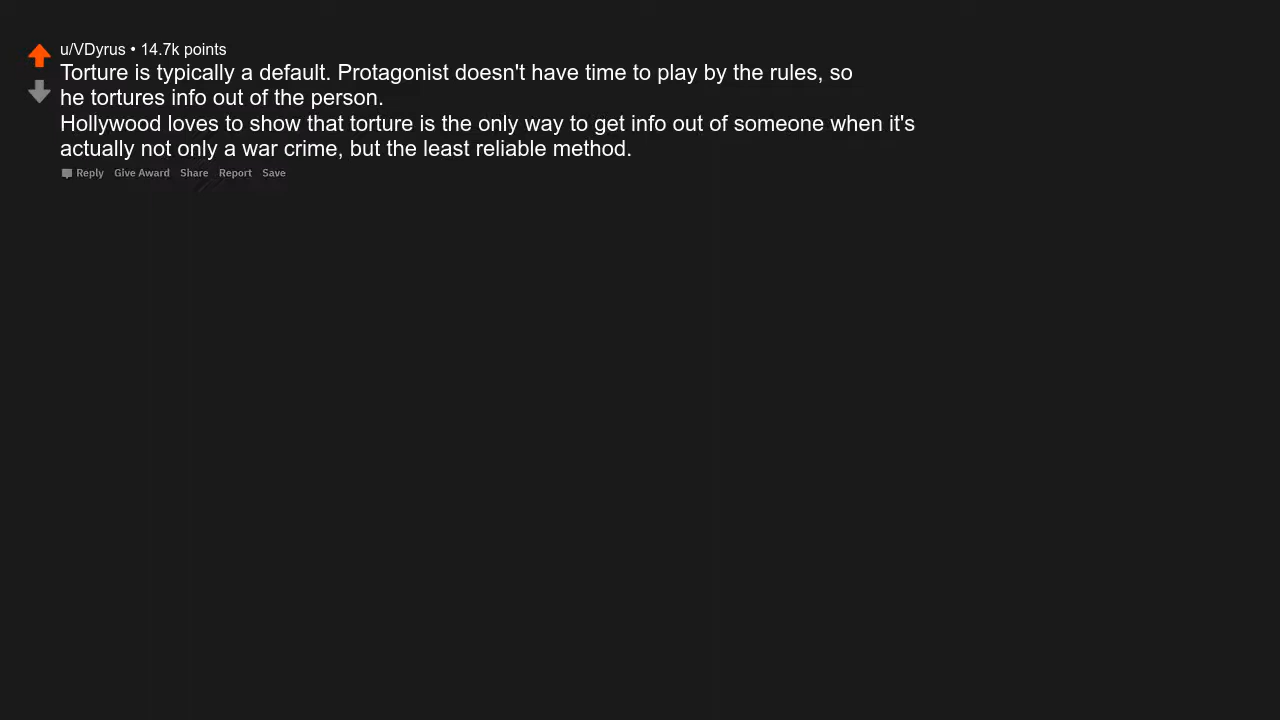 u/VDyrus • 14.7k points
Torture is typically a default. Protagonist doesn't have time to play by the rules, so
he tortures info out of the person.
Hollywood loves to show that torture is the only way to get info out of someone when it's
actually not only a war crime, but the least reliable method.
Reply Give Award Share Report Save